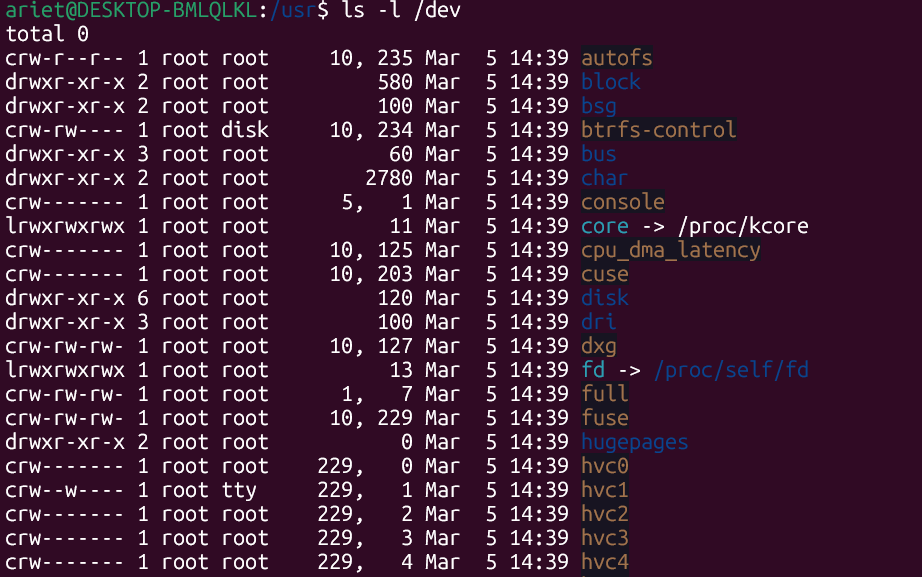 ariet@DESKTOP-BMLQLKL:/usr$ ls -l /dev
total 0
crw-r--r-- 1 root root     10, 235 Mar  5 14:39 autofs
drwxr-xr-x 2 root root         580 Mar  5 14:39 block
drwxr-xr-x 2 root root         100 Mar  5 14:39 bsg
crw-rw---- 1 root disk     10, 234 Mar  5 14:39 btrfs-control
drwxr-xr-x 3 root root          60 Mar  5 14:39 bus
drwxr-xr-x 2 root root        2780 Mar  5 14:39 char
crw------- 1 root root      5,   1 Mar  5 14:39 console
lrwxrwxrwx 1 root root          11 Mar  5 14:39 core -> /proc/kcore
crw------- 1 root root     10, 125 Mar  5 14:39 cpu_dma_latency
crw------- 1 root root     10, 203 Mar  5 14:39 cuse
drwxr-xr-x 6 root root         120 Mar  5 14:39 disk
drwxr-xr-x 3 root root         100 Mar  5 14:39 dri
crw-rw-rw- 1 root root     10, 127 Mar  5 14:39 dxg
lrwxrwxrwx 1 root root          13 Mar  5 14:39 fd -> /proc/self/fd
crw-rw-rw- 1 root root      1,   7 Mar  5 14:39 full
crw-rw-rw- 1 root root     10, 229 Mar  5 14:39 fuse
drwxr-xr-x 2 root root           0 Mar  5 14:39 hugepages
crw------- 1 root root    229,   0 Mar  5 14:39 hvc0
crw--w---- 1 root tty     229,   1 Mar  5 14:39 hvc1
crw------- 1 root root    229,   2 Mar  5 14:39 hvc2
crw------- 1 root root    229,   3 Mar  5 14:39 hvc3
crw------- 1 root root    229,   4 Mar  5 14:39 hvc4